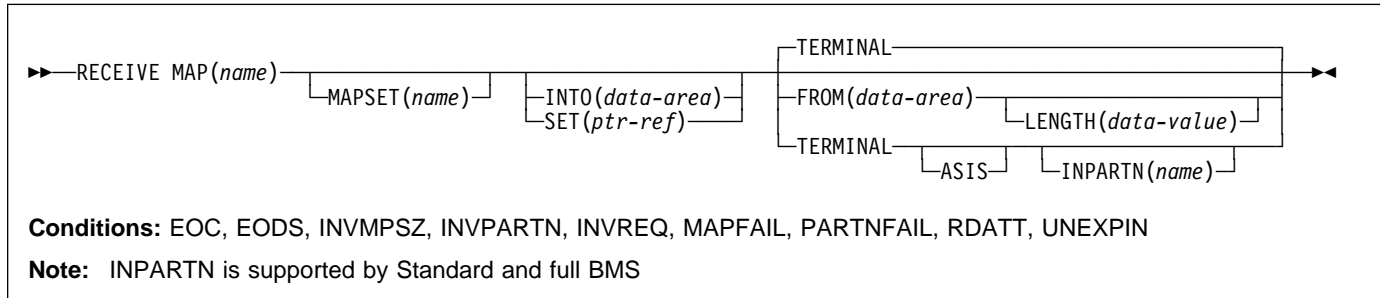 TERMINAL
RECEIVE MAP(name)
MAPSET(name)
INTO(data-area)
SET(ptr-ref)
FROM(data-area)
LENGTH(data-value)
TERMINAL
ASIS
INPARTN(name)
Conditions: EOC, EODS, INVMPSZ, INVPARTN, INVREQ, MAPFAIL, PARTNFAIL, RDATT, UNEXPIN
Note: INPARTN is supported by Standard and full BMS